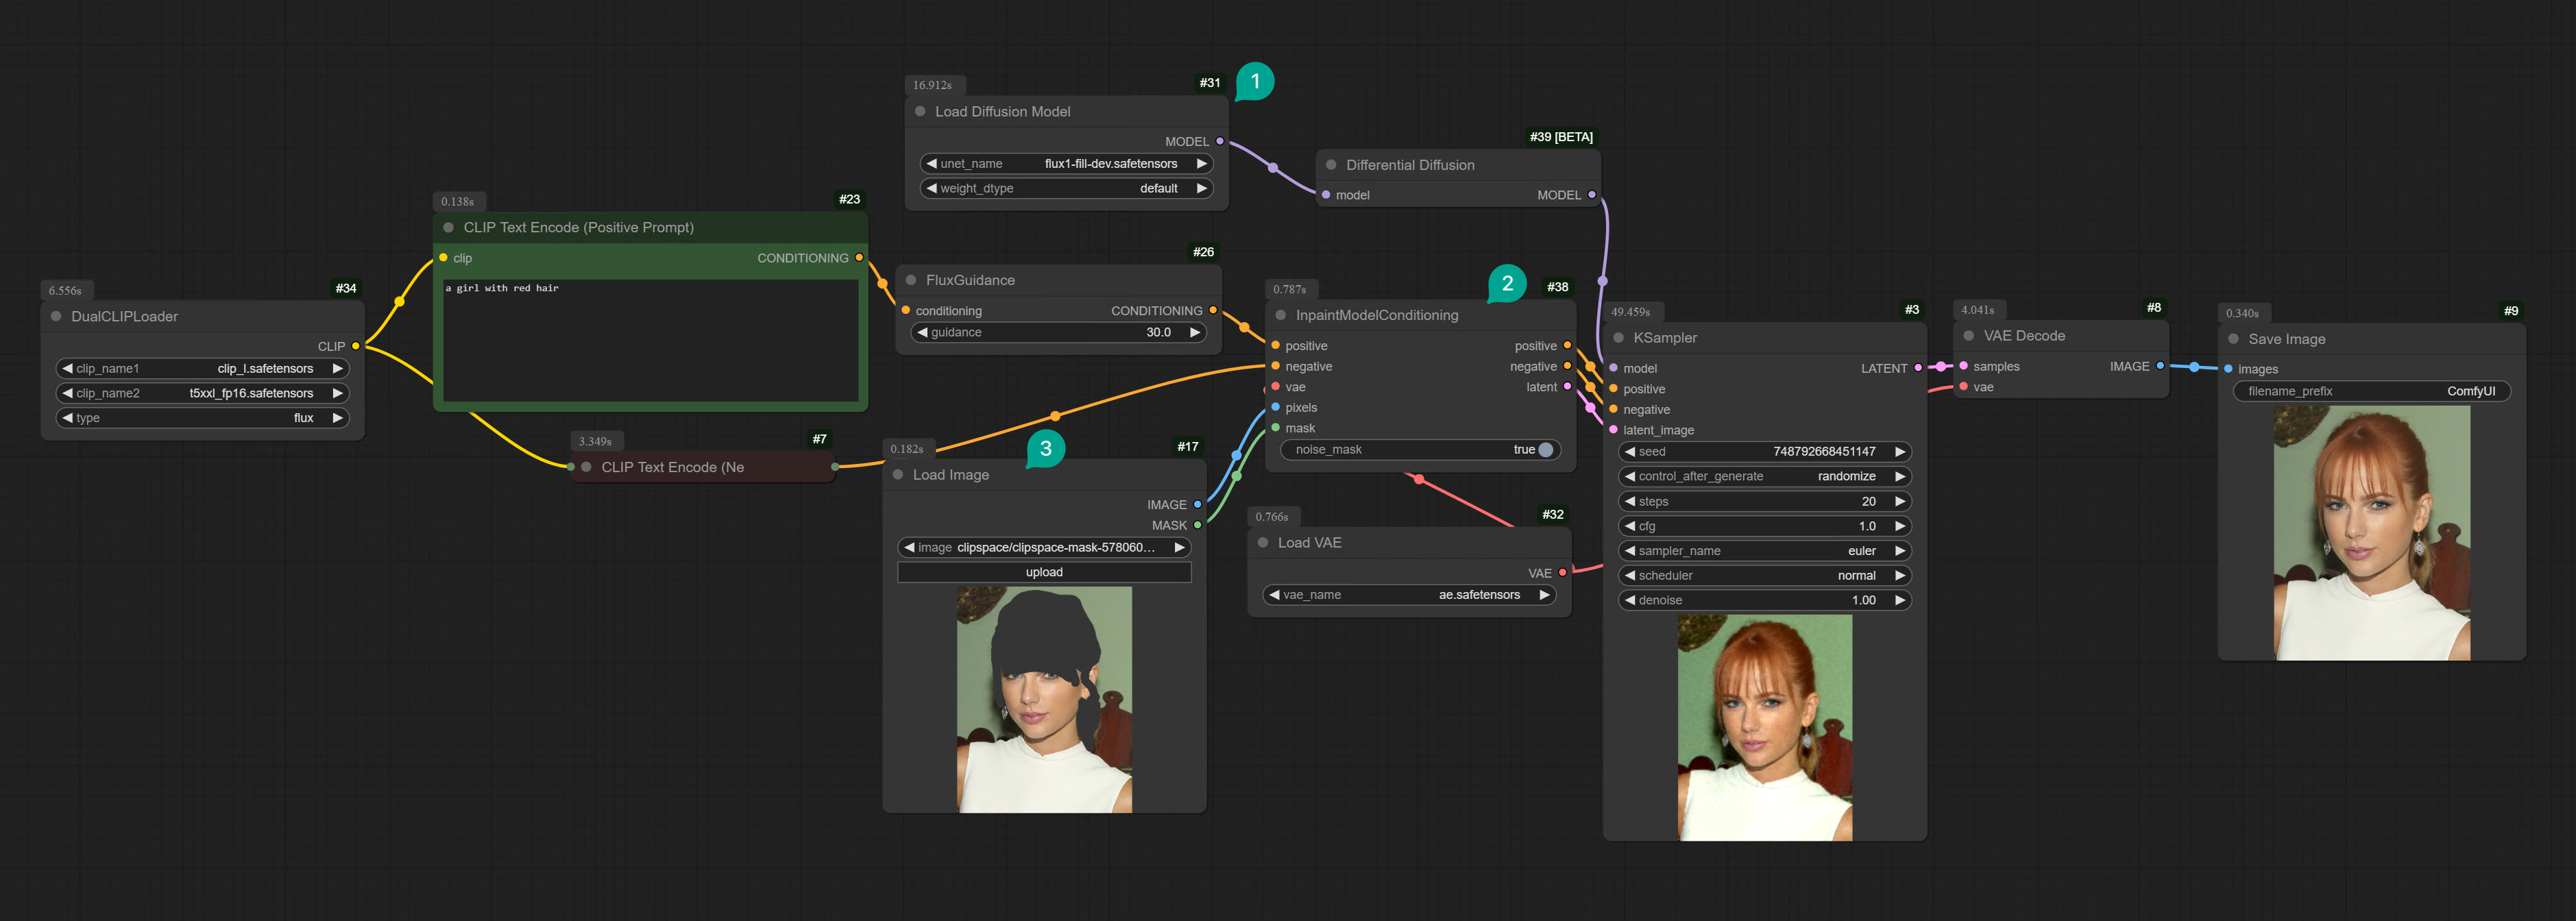 16.912s
#31
1
Load Diffusion Model
MODEL
unet_name flux1-fill-dev.safetensors
weight_dtype default
#39 [BETA]
Differential Diffusion
model MODEL
0.138s
#23
CLIP Text Encode (Positive Prompt)
clip CONDITIONING
a girl with red hair
#26
FluxGuidance
conditioning CONDITIONING
guidance 30.0
6.556s
#34
DualCLIPLoader
CLIP
clip_name1 clip_l.safetensors
clip_name2 t5xxl_fp16.safetensors
type flux
3.349s
#7
CLIP Text Encode (Ne
0.182s
3
#17
Load Image
IMAGE
MASK
image clipspace/clipspace-mask-578060...
upload
0.787s
2
#38
InpaintModelConditioning
positive positive
negative negative
vae latent
pixels
mask
noise_mask true
0.766s
#32
Load VAE
VAE
vae_name ae.safetensors
49.459s
#3
KSampler
model LATENT
positive
negative
latent_image
seed 748792668451147
control_after_generate randomize
steps 20
cfg 1.0
sampler_name euler
scheduler normal
denoise 1.00
4.041s
#8
VAE Decode
samples IMAGE
vae
0.340s
#9
Save Image
images
filename_prefix ComfyUI